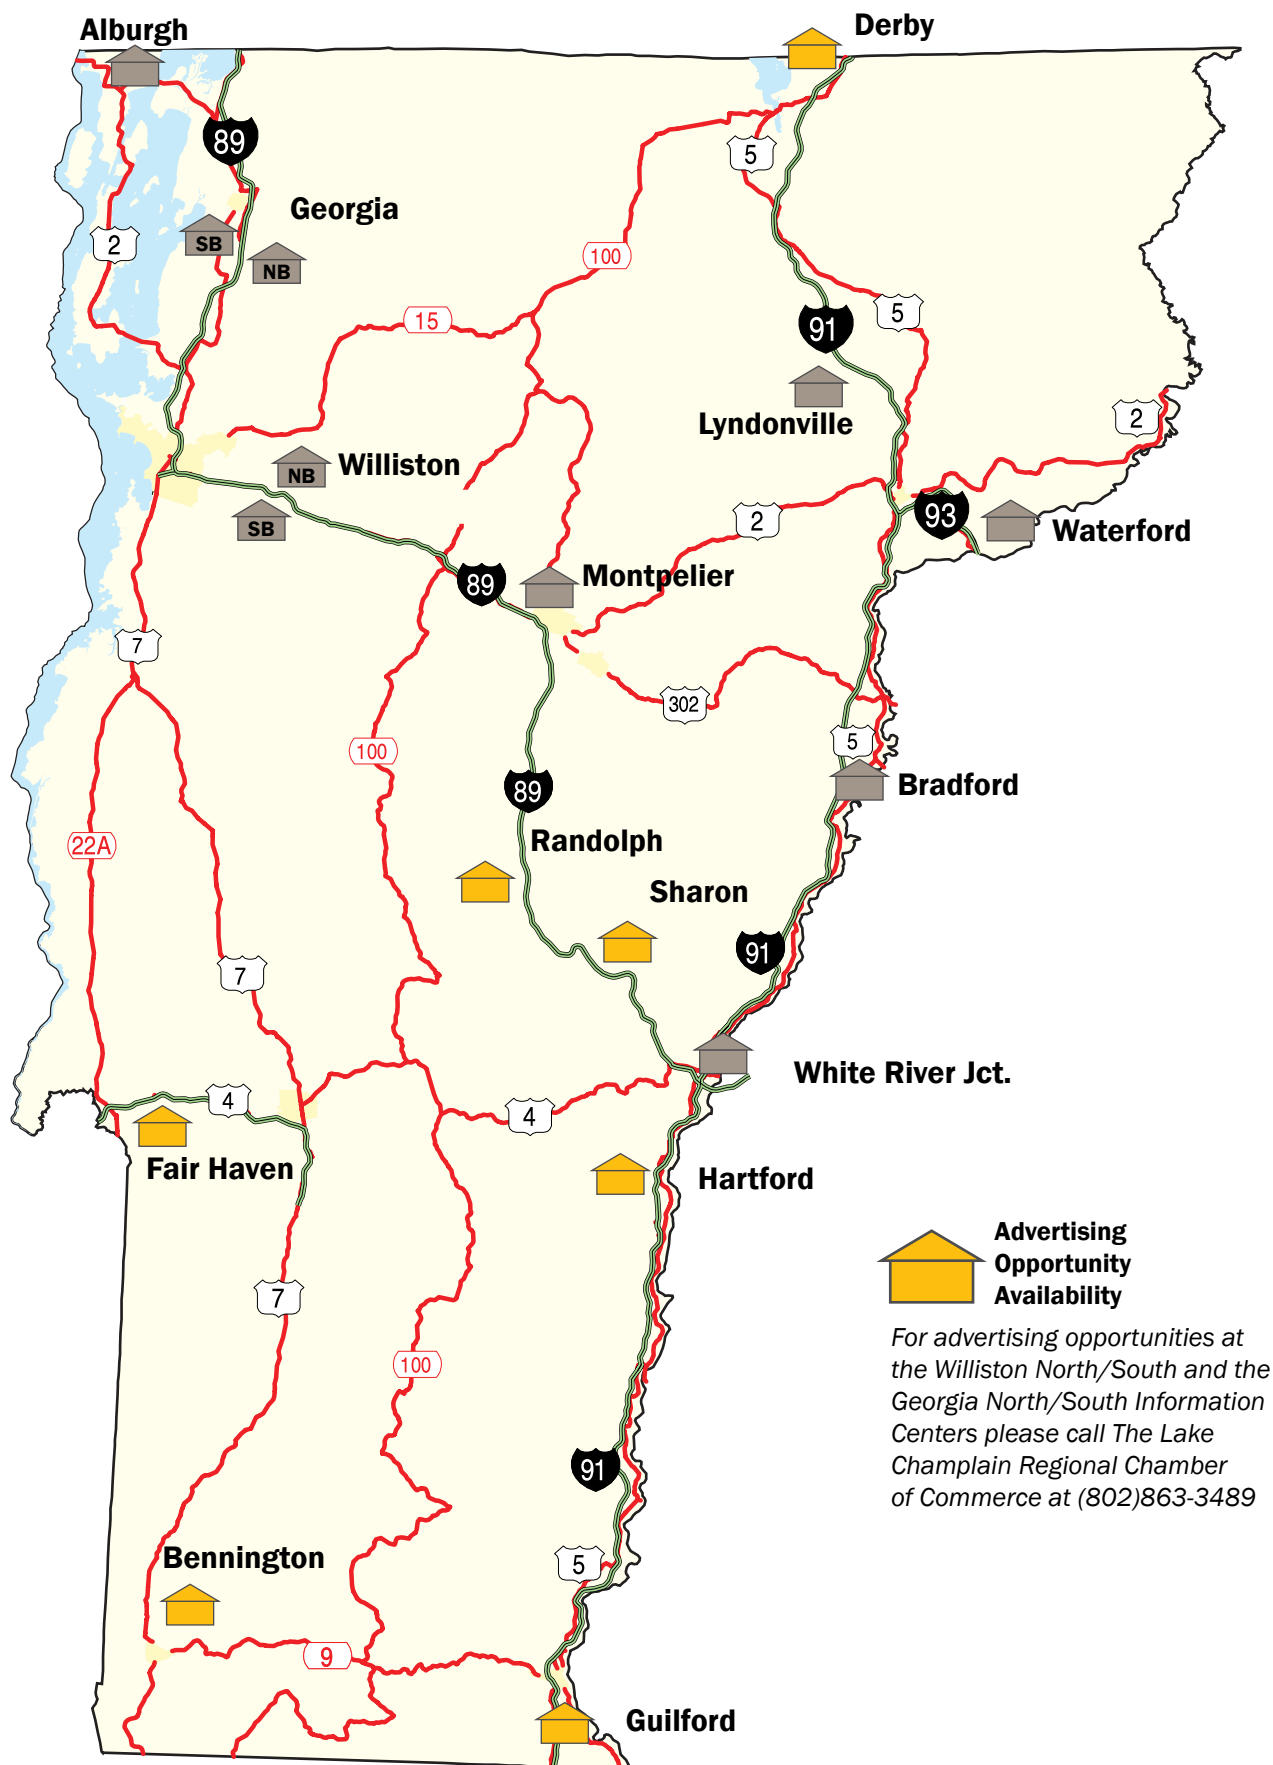 Alburgh
Derby
89
5
Georgia
SB
NB
2
100
15
5
91
Lyndonville
2
Williston
NB
SB
2
93
Waterford
89
Montpelier
7
302
5
100
Bradford
89
Randolph
22A
Sharon
91
7
White River Jct.
4
4
Fair Haven
Hartford
Advertising
Opportunity
Availability
7
For advertising opportunities at
the Williston North/South and the
Georgia North/South Information
Centers please call The Lake
Champlain Regional Chamber
of Commerce at (802)863-3489
100
91
5
Bennington
9
Guilford